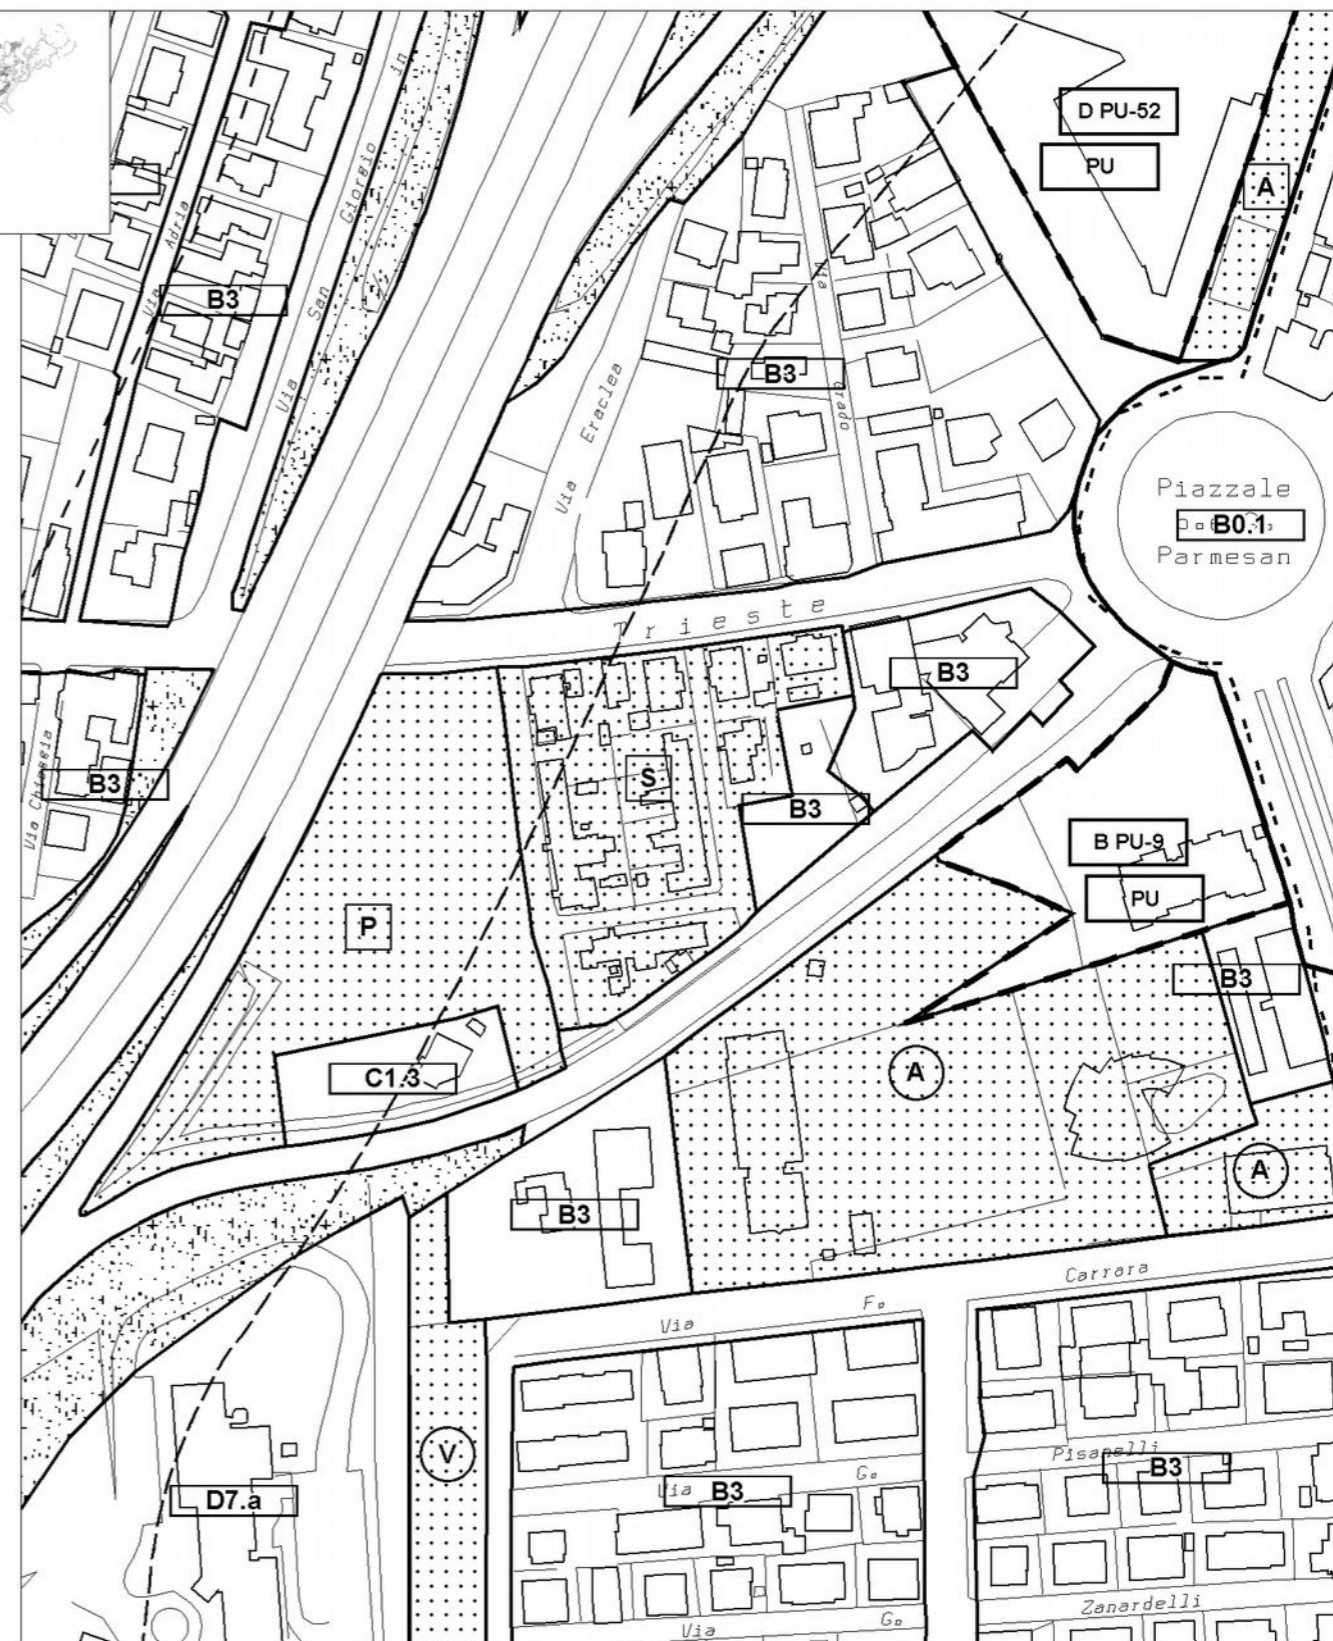 D PU-52
PU
A
Via Adria
B3
Via San Giorgio in
Via Eraclea
Via Grado
B3
Piazzale
B0.1
Parmesan
Trieste
B3
Via Chioggia
B3
S
B3
B PU-9
PU
P
B3
C1.3
A
A
B3
Via F. Carrara
V
D7.a
Via G. Pisanelli
B3
B3
Via G. Zanardelli